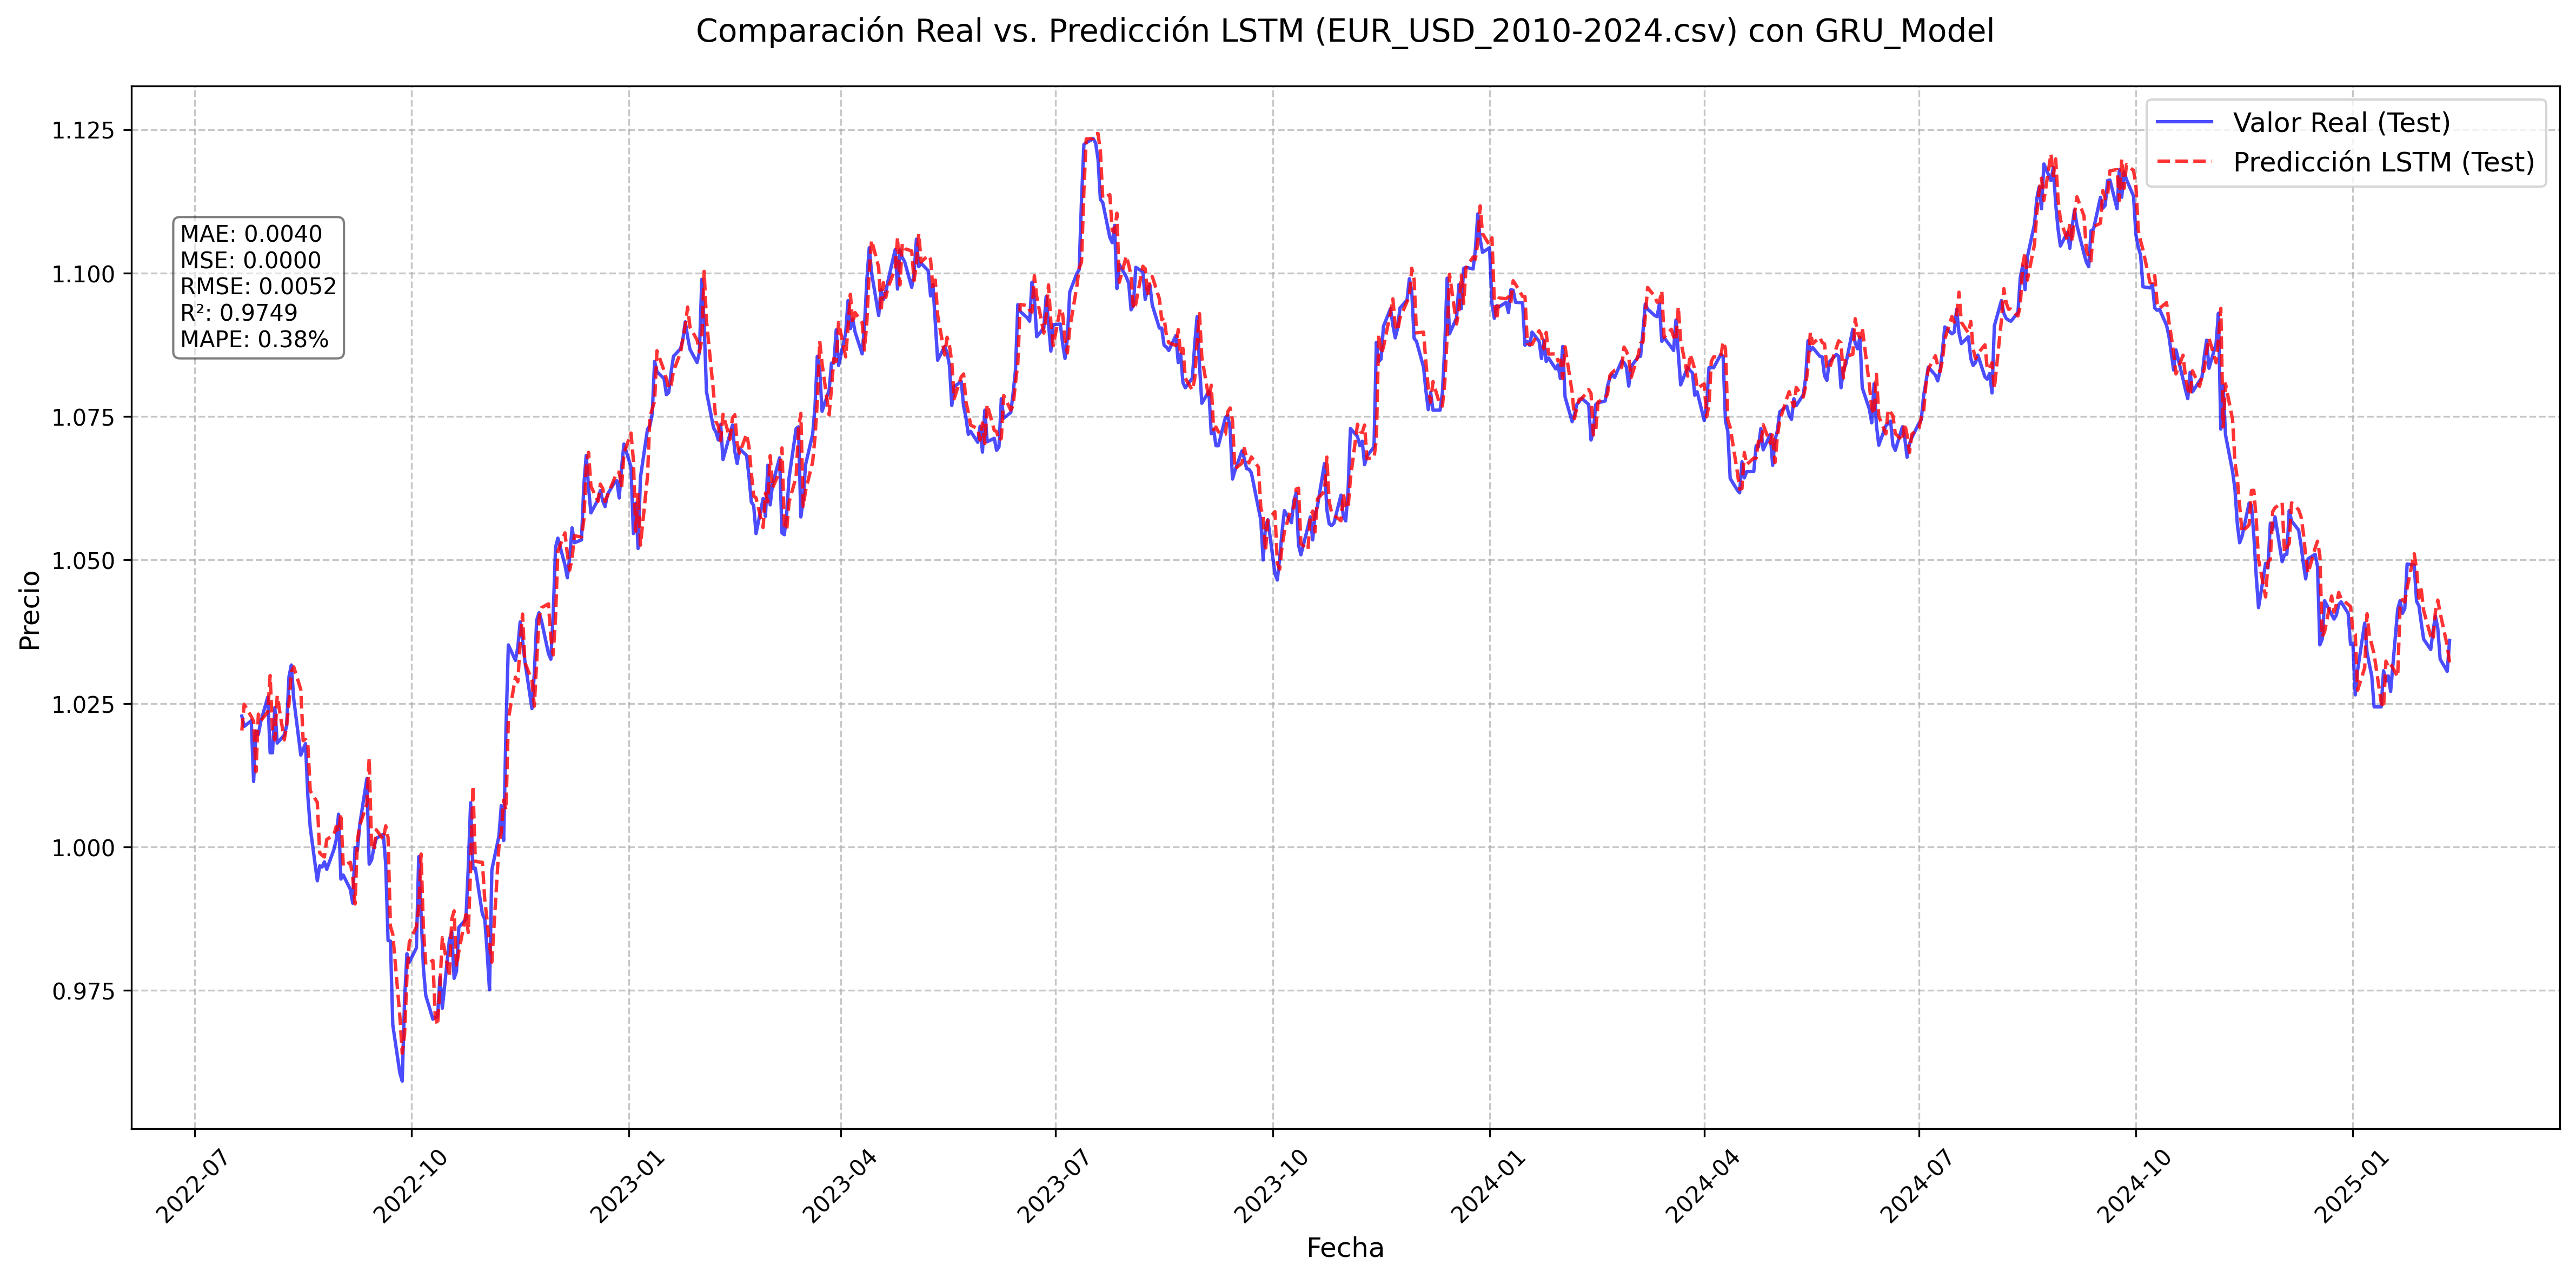 Comparación Real vs. Predicción LSTM (EUR_USD_2010-2024.csv) con GRU_Model
Valor Real (Test)
Predicción LSTM (Test)
MAE: 0.0040
MSE: 0.0000
RMSE: 0.0052
R²: 0.9749
MAPE: 0.38%
Precio
1.125
1.100
1.075
1.050
1.025
1.000
0.975
2022-07
2022-10
2023-01
2023-04
2023-07
2023-10
2024-01
2024-04
2024-07
2024-10
2025-01
Fecha